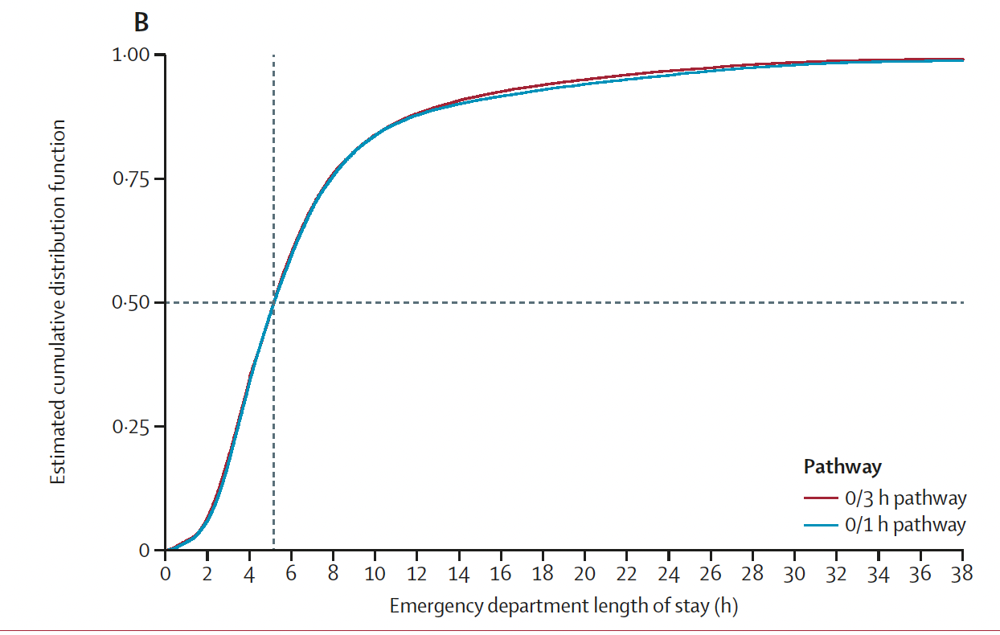 B
1·00
0·75
0·50
0·25
0
Estimated cumulative distribution function
0 2 4 6 8 10 12 14 16 18 20 22 24 26 28 30 32 34 36 38
Emergency department length of stay (h)
Pathway
0/3 h pathway
0/1 h pathway